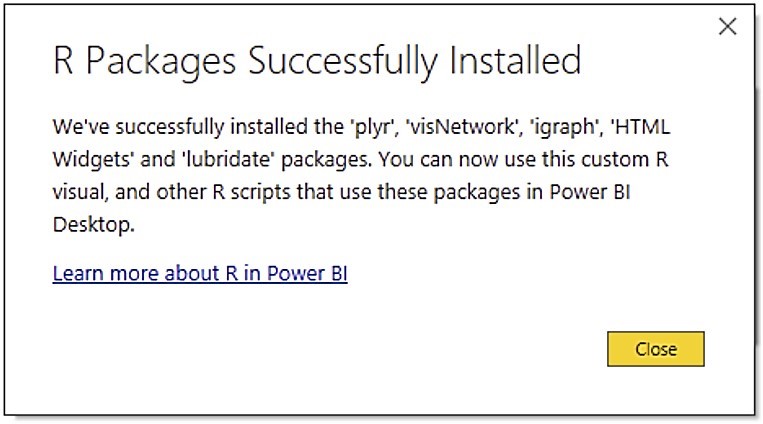 R Packages Successfully Installed
We've successfully installed the 'plyr', 'visNetwork', 'igraph', 'HTML
Widgets' and 'lubridate' packages. You can now use this custom R
visual, and other R scripts that use these packages in Power BI
Desktop.
Learn more about R in Power BI
Close